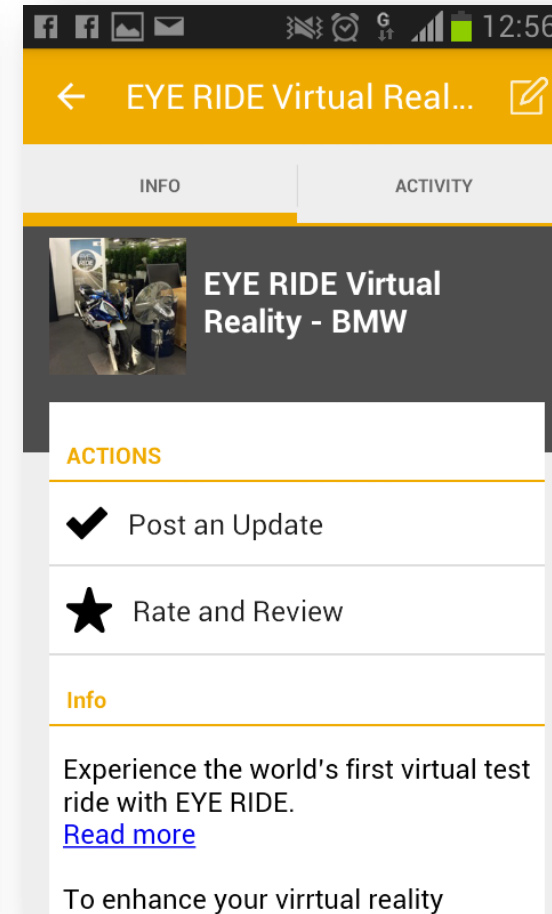 G 12:56
EYE RIDE Virtual Real...
INFO ACTIVITY
EYE RIDE Virtual
Reality - BMW
ACTIONS
Post an Update
Rate and Review
Info
Experience the world's first virtual test
ride with EYE RIDE.
Read more
To enhance your virrtual reality